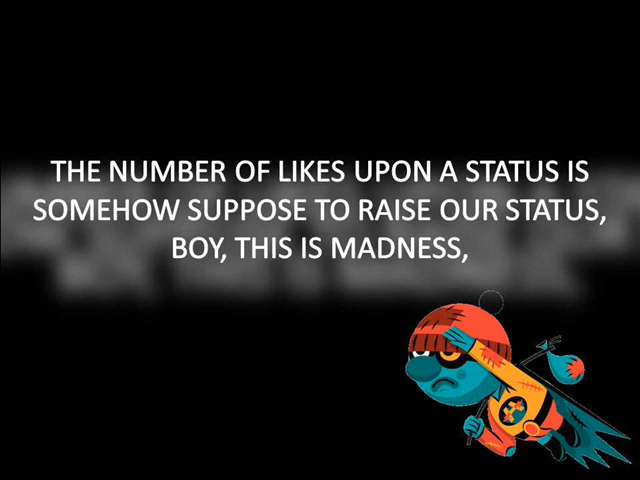 THE NUMBER OF LIKES UPON A STATUS IS
SOMEHOW SUPPOSE TO RAISE OUR STATUS,
BOY, THIS IS MADNESS,